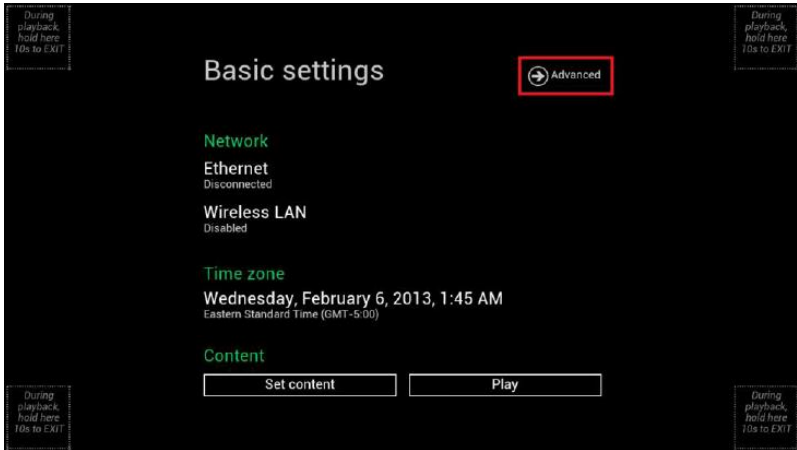 During
playback,
hold here
10s to EXIT
During
playback,
hold here
10s to EXIT
Basic settings
Advanced
Network
Ethernet
Disconnected
Wireless LAN
Disabled
Time zone
Wednesday, February 6, 2013, 1:45 AM
Eastern Standard Time (GMT-5:00)
Content
Set content
Play
During
playback,
hold here
10s to EXIT
During
playback,
hold here
10s to EXIT